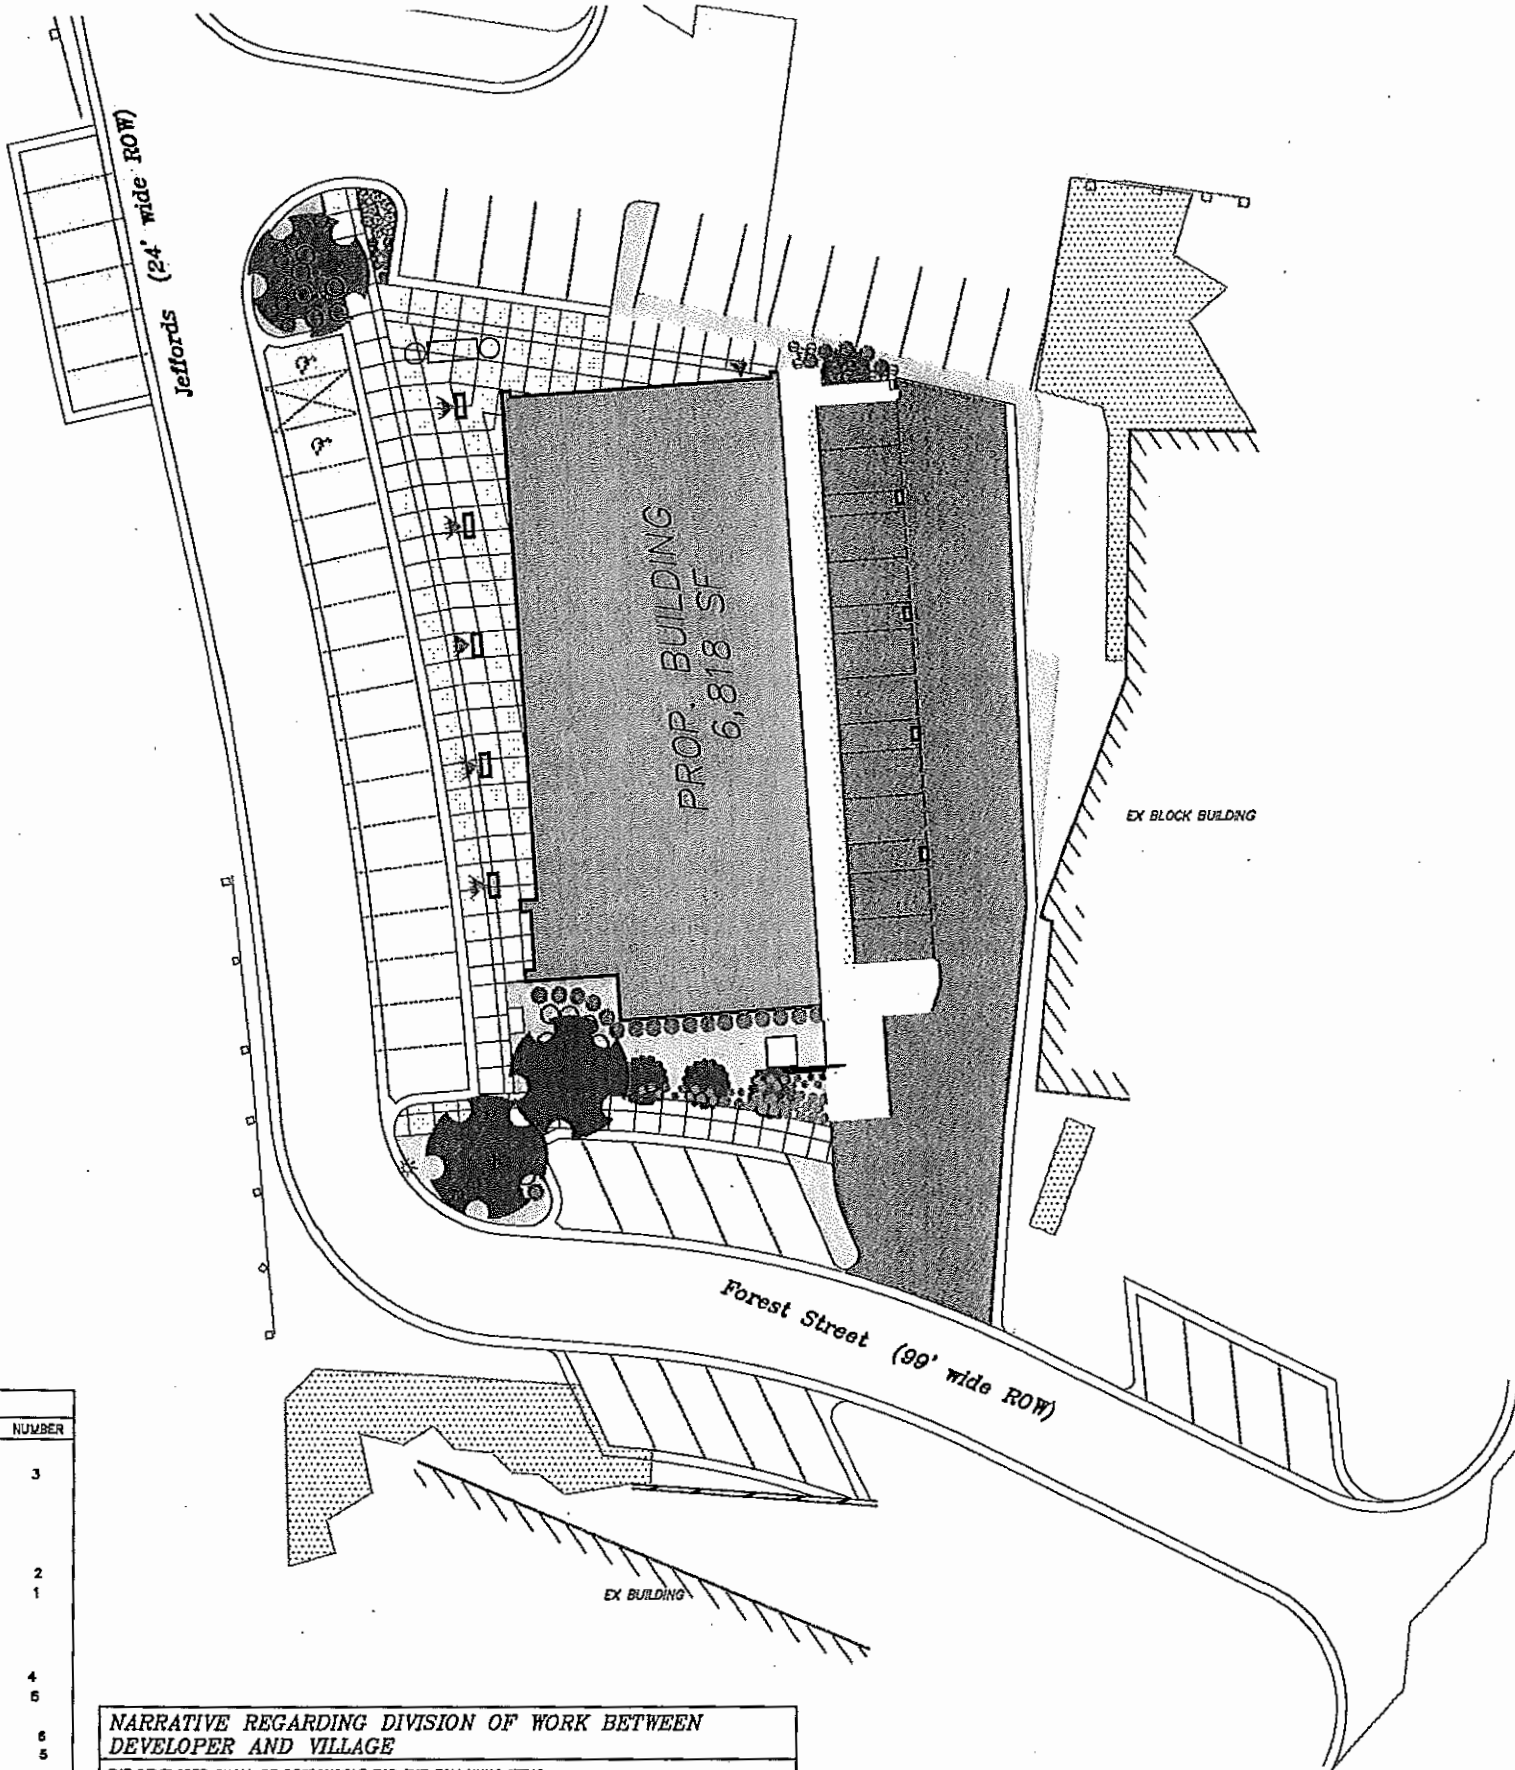 Jeffords (24' wide ROW)
PROP. BUILDING
6,818 SF
EX BLOCK BUILDING
Forest Street (99' wide ROW)
EX BUILDING
NUMBER
3
2
1
4
6
5
NARRATIVE REGARDING DIVISION OF WORK BETWEEN
DEVELOPER AND VILLAGE